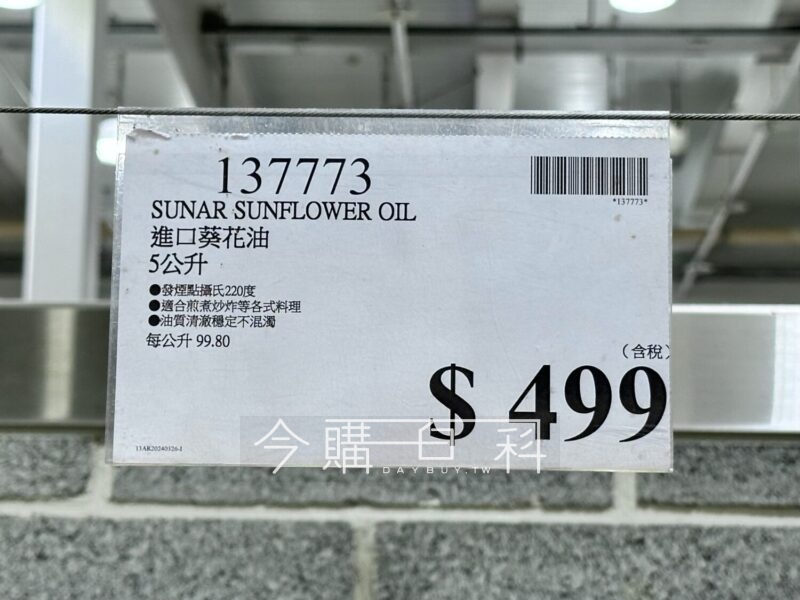 137773
*137773*
SUNAR SUNFLOWER OIL
進口葵花油
5公升
●發煙點攝氏220度
●適合煎煮炒炸等各式料理
●油質清澈穩定不混濁
每公升 99.80
(含稅)
$ 499
13AR20240326-I
今購百科
DAYBUY.TW